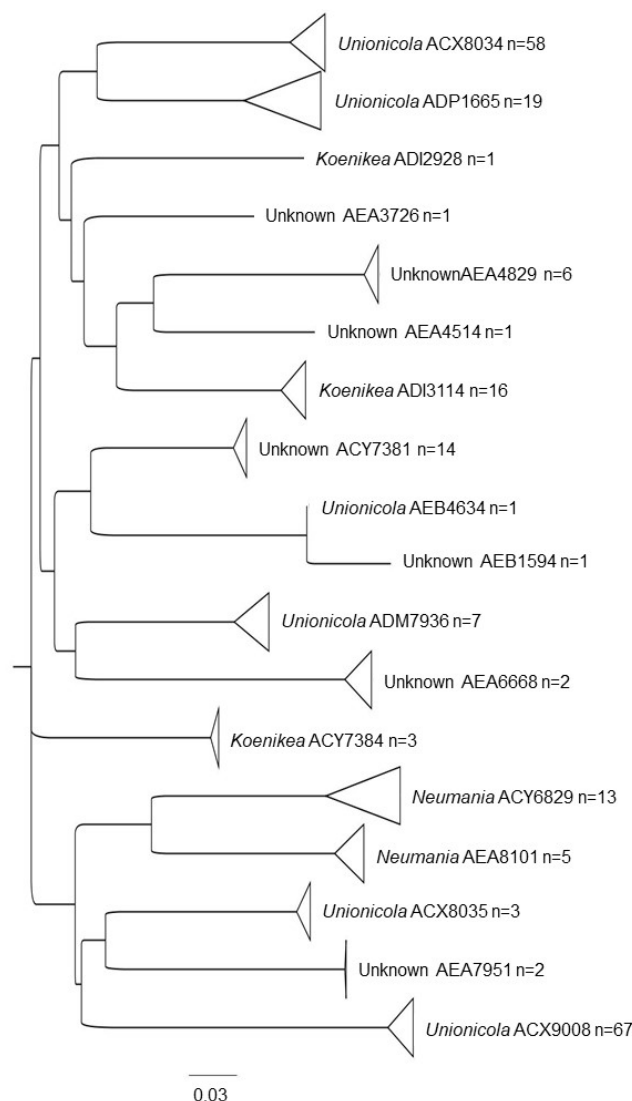 Unionicola ACX8034 n=58
Unionicola ADP1665 n=19
Koenikea ADI2928 n=1
Unknown AEA3726 n=1
UnknownAEA4829 n=6
Unknown AEA4514 n=1
Koenikea ADI3114 n=16
Unknown ACY7381 n=14
Unionicola AEB4634 n=1
Unknown AEB1594 n=1
Unionicola ADM7936 n=7
Unknown AEA6668 n=2
Koenikea ACY7384 n=3
Neumania ACY6829 n=13
Neumania AEA8101 n=5
Unionicola ACX8035 n=3
Unknown AEA7951 n=2
Unionicola ACX9008 n=67
0.03